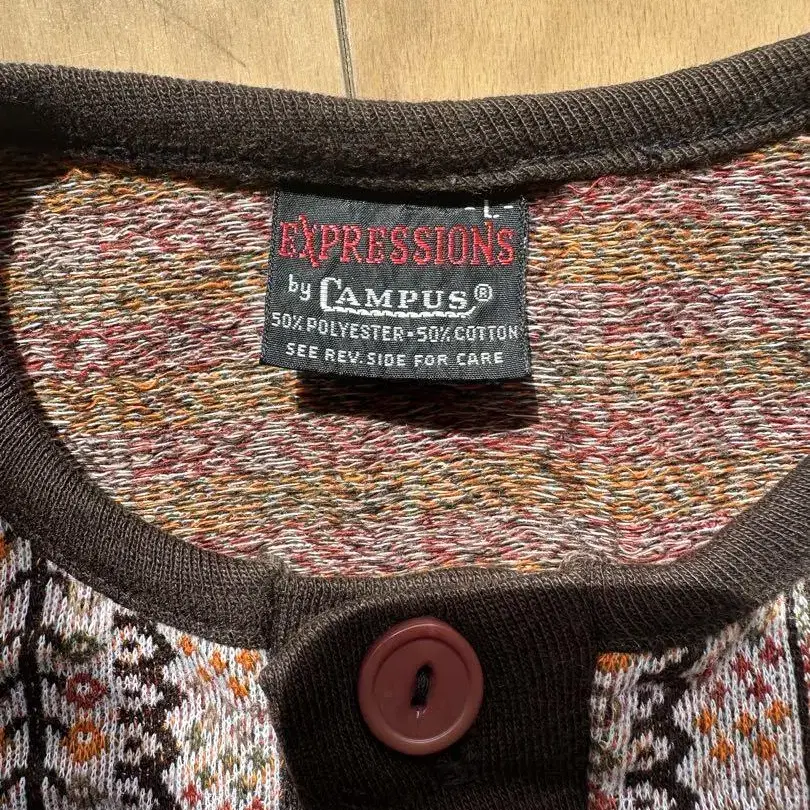 L
EXPRESSIONS
by CAMPUS®
50% POLYESTER • 50% COTTON
SEE REV. SIDE FOR CARE